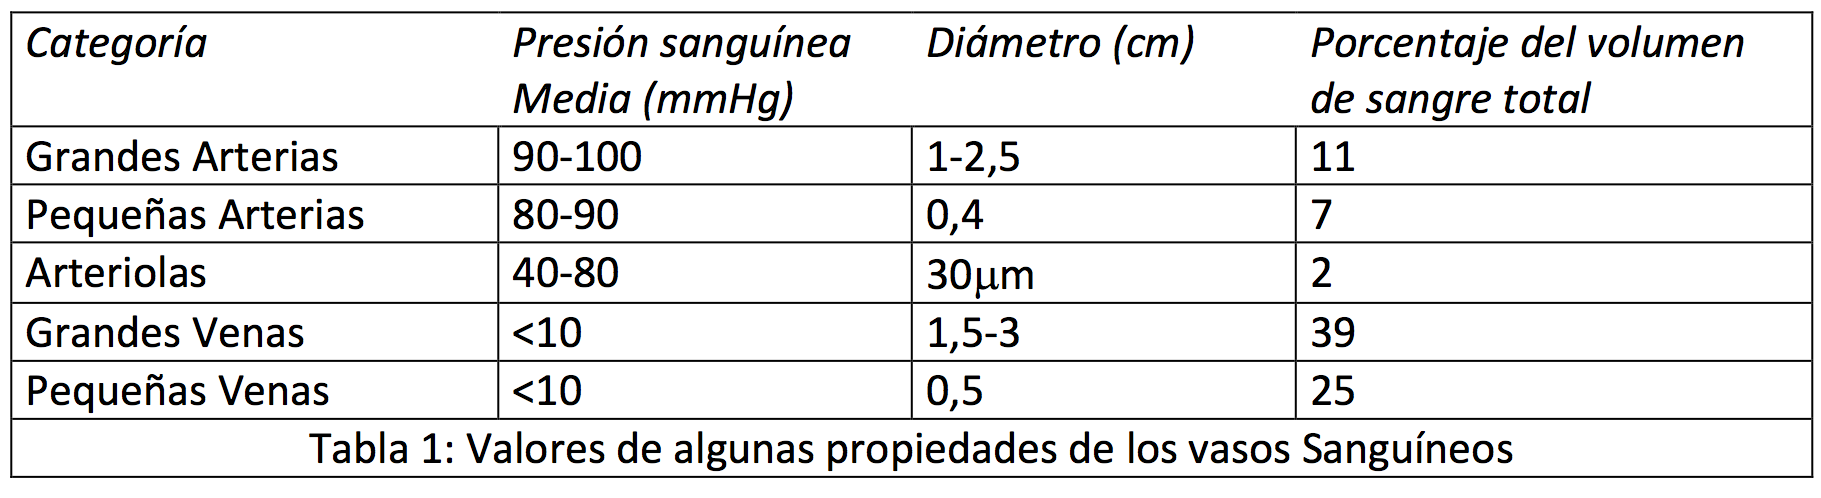 Categoría Presión sanguínea Media (mmHg) Diámetro (cm) Porcentaje del volumen de sangre total
Grandes Arterias 90-100 1-2,5 11
Pequeñas Arterias 80-90 0,4 7
Arteriolas 40-80 30μm 2
Grandes Venas <10 1,5-3 39
Pequeñas Venas <10 0,5 25
Tabla 1: Valores de algunas propiedades de los vasos Sanguíneos